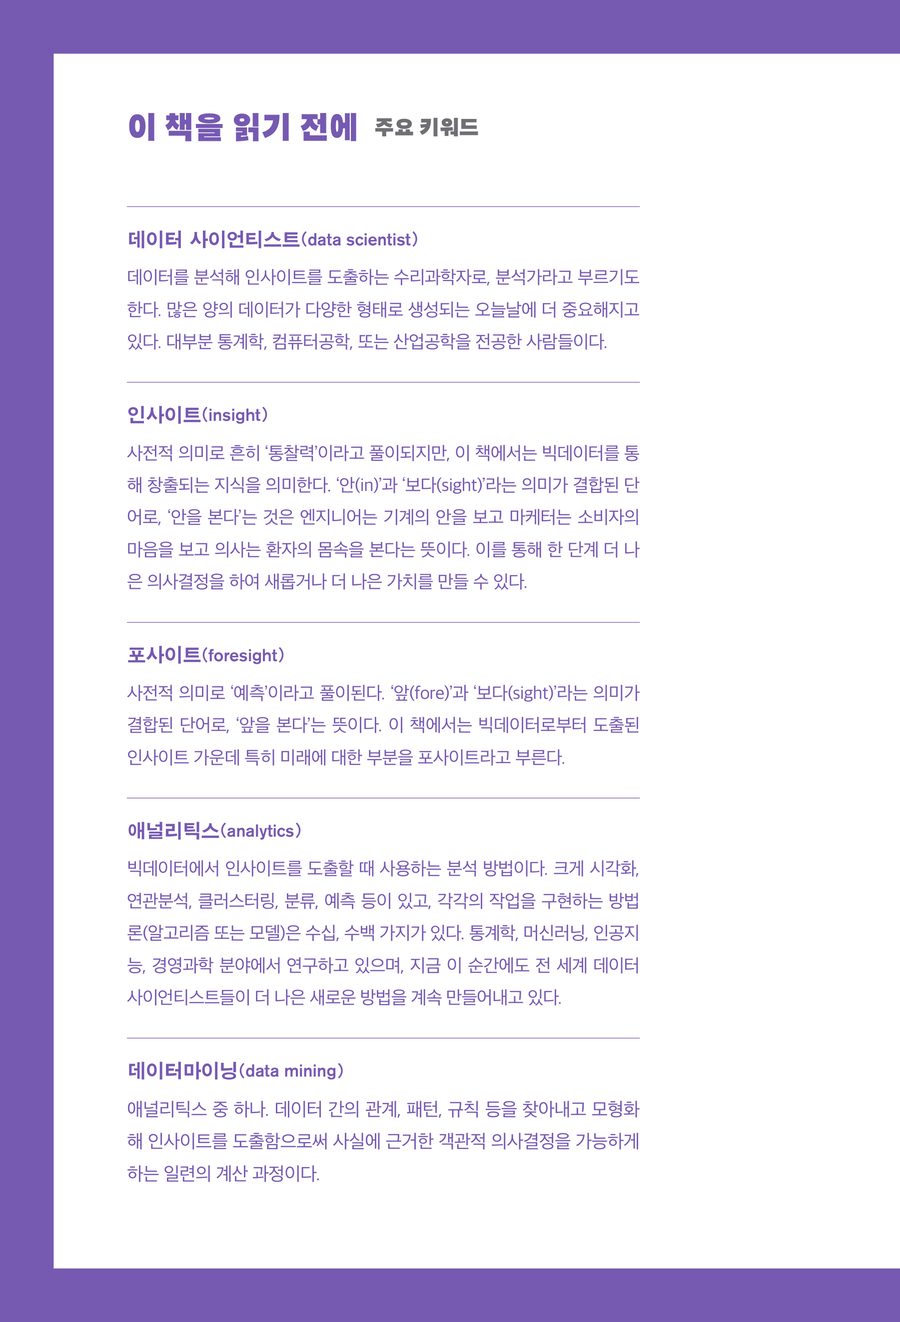 이 책을 읽기 전에 주요 키워드
데이터 사이언티스트(data scientist)
데이터를 분석해 인사이트를 도출하는 수리과학자로, 분석가라고 부르기도
한다. 많은 양의 데이터가 다양한 형태로 생성되는 오늘날에 더 중요해지고
있다. 대부분 통계학, 컴퓨터공학, 또는 산업공학을 전공한 사람들이다.
인사이트(insight)
사전적 의미로 흔히 ‘통찰력’이라고 풀이되지만, 이 책에서는 빅데이터를 통
해 창출되는 지식을 의미한다. ‘안(in)’과 ‘보다(sight)’라는 의미가 결합된 단
어로, ‘안을 본다’는 것은 엔지니어는 기계의 안을 보고 마케터는 소비자의
마음을 보고 의사는 환자의 몸속을 본다는 뜻이다. 이를 통해 한 단계 더 나
은 의사결정을 하여 새롭거나 더 나은 가치를 만들 수 있다.
포사이트(foresight)
사전적 의미로 ‘예측’이라고 풀이된다. ‘앞(fore)’과 ‘보다(sight)’라는 의미가
결합된 단어로, ‘앞을 본다’는 뜻이다. 이 책에서는 빅데이터로부터 도출된
인사이트 가운데 특히 미래에 대한 부분을 포사이트라고 부른다.
애널리틱스(analytics)
빅데이터에서 인사이트를 도출할 때 사용하는 분석 방법이다. 크게 시각화,
연관분석, 클러스터링, 분류, 예측 등이 있고, 각각의 작업을 구현하는 방법
론(알고리즘 또는 모델)은 수십, 수백 가지가 있다. 통계학, 머신러닝, 인공지
능, 경영과학 분야에서 연구하고 있으며, 지금 이 순간에도 전 세계 데이터
사이언티스트들이 더 나은 새로운 방법을 계속 만들어내고 있다.
데이터마이닝(data mining)
애널리틱스 중 하나. 데이터 간의 관계, 패턴, 규칙 등을 찾아내고 모형화
해 인사이트를 도출함으로써 사실에 근거한 객관적 의사결정을 가능하게
하는 일련의 계산 과정이다.